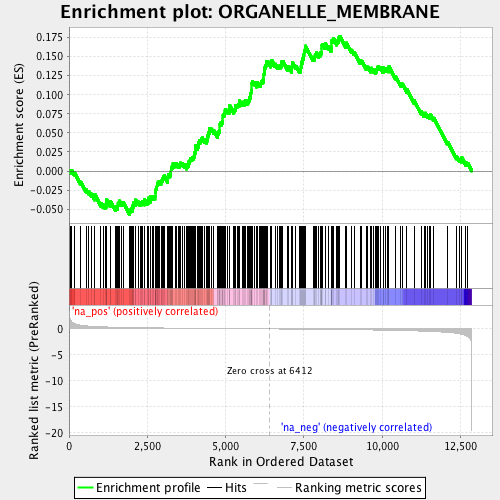 Enrichment plot: ORGANELLE_MEMBRANE
Enrichment score (ES)
0.175
0.150
0.125
0.100
0.075
0.050
0.025
0.000
-0.025
-0.050
'na_pos' (positively correlated)
Ranked list metric (PreRanked)
0
-5
-10
-15
-20
Zero cross at 6412
'na_neg' (negatively correlated)
0
2,500
5,000
7,500
10,000
12,500
Rank in Ordered Dataset
Enrichment profile
Hits
Ranking metric scores